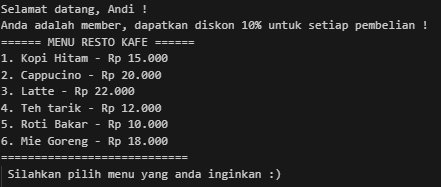 Selamat datang, Andi !
Anda adalah member, dapatkan diskon 10% untuk setiap pembelian !
====== MENU RESTO KAFE ======
1. Kopi Hitam - Rp 15.000
2. Cappucino - Rp 20.000
3. Latte - Rp 22.000
4. Teh tarik - Rp 12.000
5. Roti Bakar - Rp 10.000
6. Mie Goreng - Rp 18.000
============================
Silahkan pilih menu yang anda inginkan :)